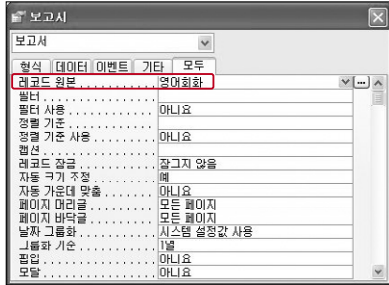 보고서
보고서
형식 데이터 이벤트 기타 모두
레코드 원본 . . . . . . . . . . . 영어회화
필터 . . . . . . . . . . . . . . . . .
필터 사용 . . . . . . . . . . . . . 아니요
정렬 기준 . . . . . . . . . . . . .
정렬 기준 사용 . . . . . . . . . 아니요
캡션 . . . . . . . . . . . . . . . . .
레코드 잠금 . . . . . . . . . . . 잠그지 않음
자동 크기 조정 . . . . . . . . . 예
자동 가운데 맞춤 . . . . . . . 아니요
페이지 머리글 . . . . . . . . . . 모든 페이지
페이지 바닥글 . . . . . . . . . . 모든 페이지
날짜 그룹화 . . . . . . . . . . . 시스템 설정값 사용
그룹화 기준 . . . . . . . . . . . 1열
팝업 . . . . . . . . . . . . . . . . . 아니요
모달 . . . . . . . . . . . . . . . . . 아니요